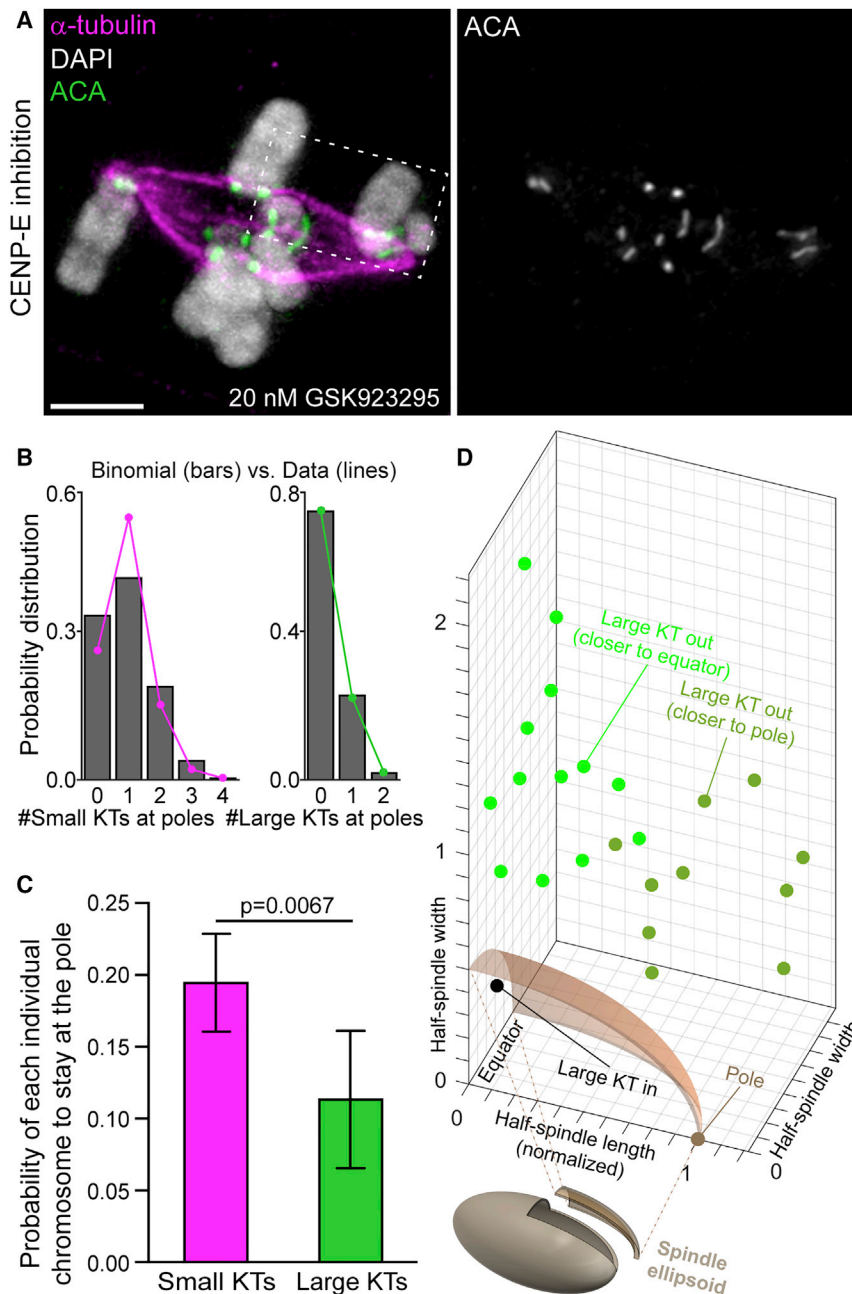 A
α-tubulin
DAPI
ACA
ACA
CENP-E inhibition
20 nM GSK923295
B
Binomial (bars) vs. Data (lines)
Probability distribution
0.6
0.3
0.0
0 1 2 3 4
#Small KTs at poles
0.8
0.4
0.0
0 1 2
#Large KTs at poles
C
Probability of each individual
chromosome to stay at the pole
0.25
0.20
0.15
0.10
0.05
0.00
p=0.0067
Small KTs
Large KTs
D
2
1
0
Half-spindle width
Large KT out
(closer to equator)
Large KT out
(closer to pole)
Equator
Large KT in
Pole
0
Half-spindle length
(normalized)
1
0
Half-spindle width
Spindle
ellipsoid